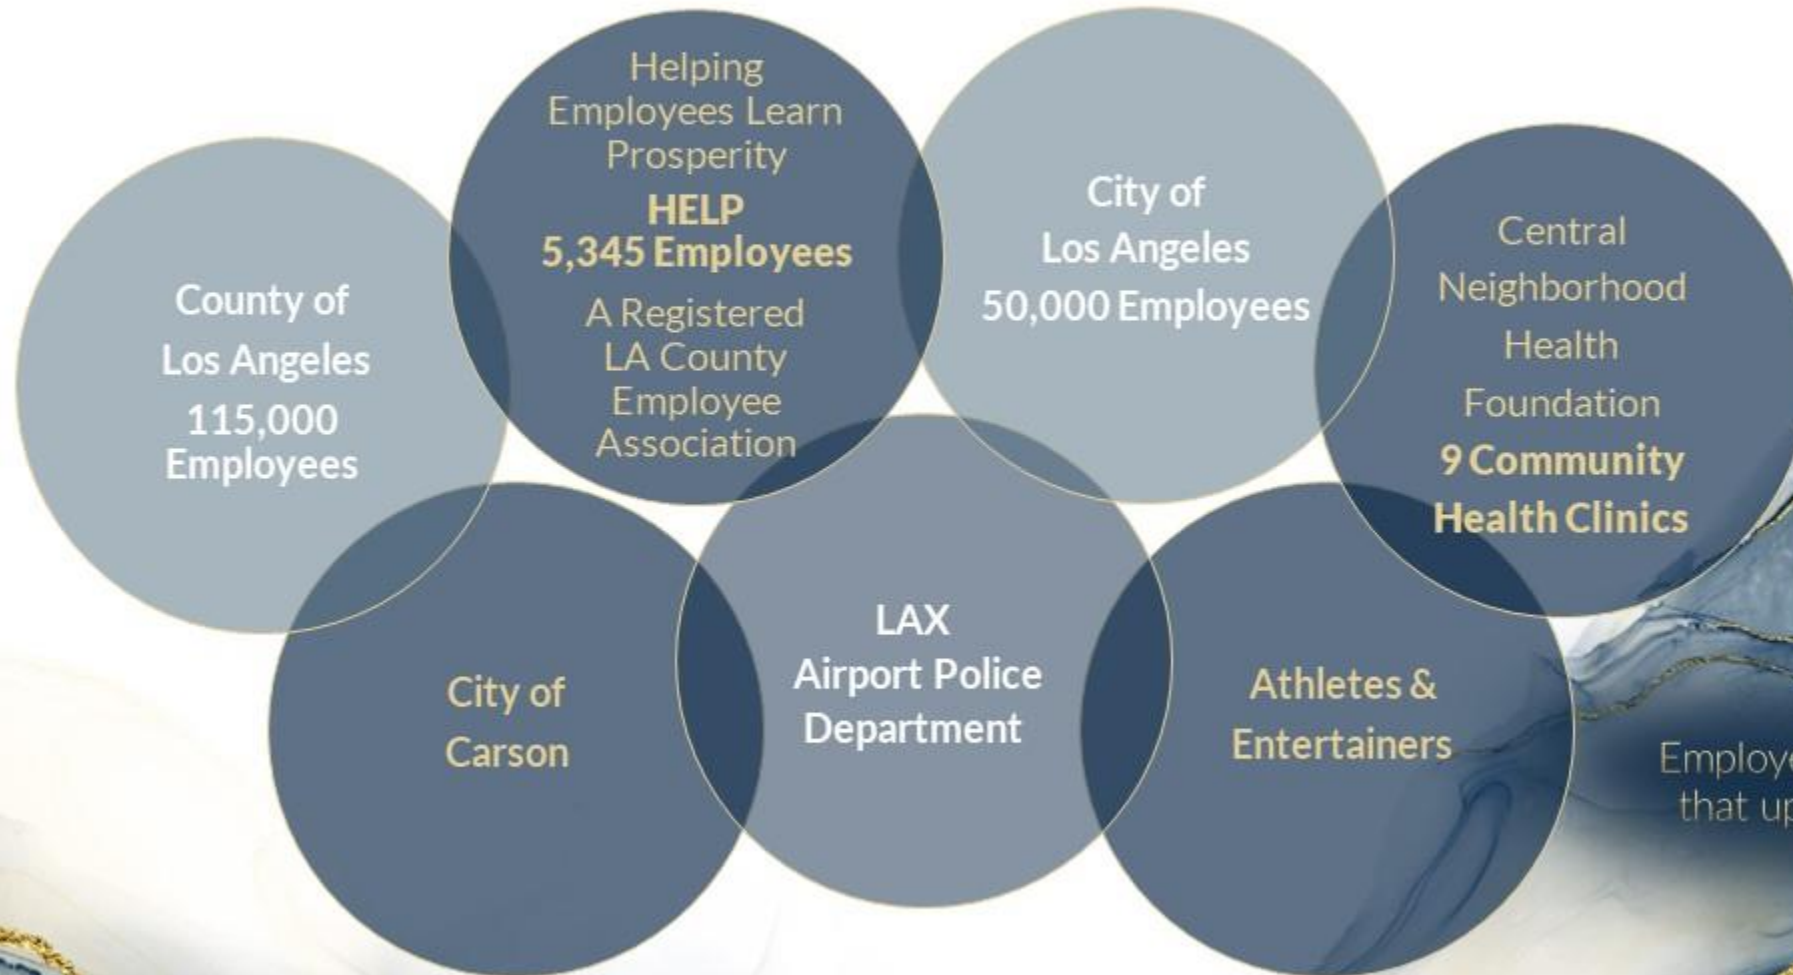 County of
Los Angeles
115,000
Employees
Helping
Employees Learn
Prosperity
HELP
5,345 Employees
A Registered
LA County
Employee
Association
City of
Los Angeles
50,000 Employees
Central
Neighborhood
Health
Foundation
9 Community
Health Clinics
City of
Carson
LAX
Airport Police
Department
Athletes &
Entertainers
that